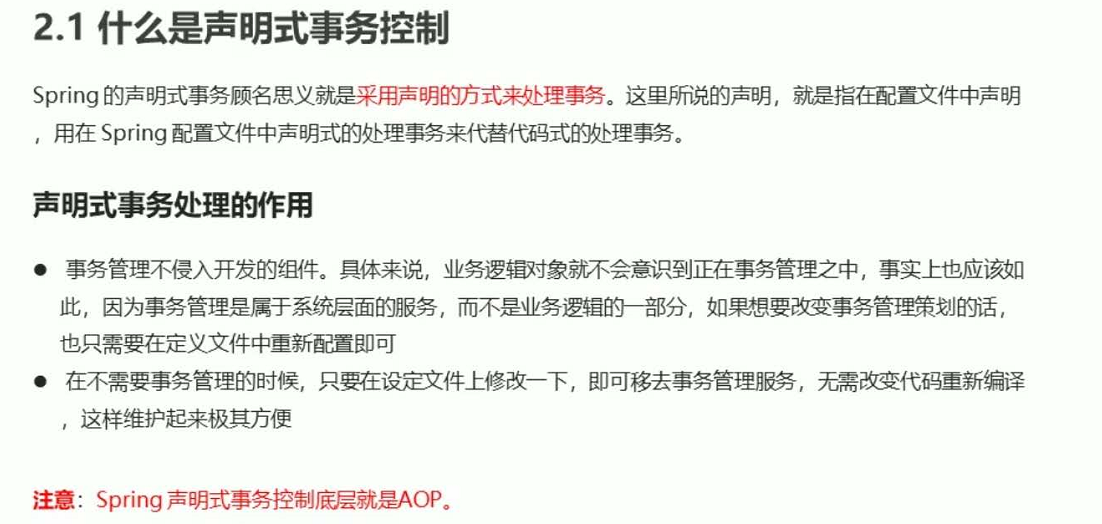 2.1 什么是声明式事务控制
Spring 的声明式事务顾名思义就是采用声明的方式来处理事务。这里所说的声明，就是指在配置文件中声明
，用在 Spring 配置文件中声明式的处理事务来代替代码式的处理事务。
声明式事务处理的作用
● 事务管理不侵入开发的组件。具体来说，业务逻辑对象就不会意识到正在事务管理之中，事实上也应该如
此，因为事务管理是属于系统层面的服务，而不是业务逻辑的一部分，如果想要改变事务管理策划的话，
也只需要在定义文件中重新配置即可
● 在不需要事务管理的时候，只要在设定文件上修改一下，即可移去事务管理服务，无需改变代码重新编译
，这样维护起来极其方便
注意：Spring 声明式事务控制底层就是AOP。